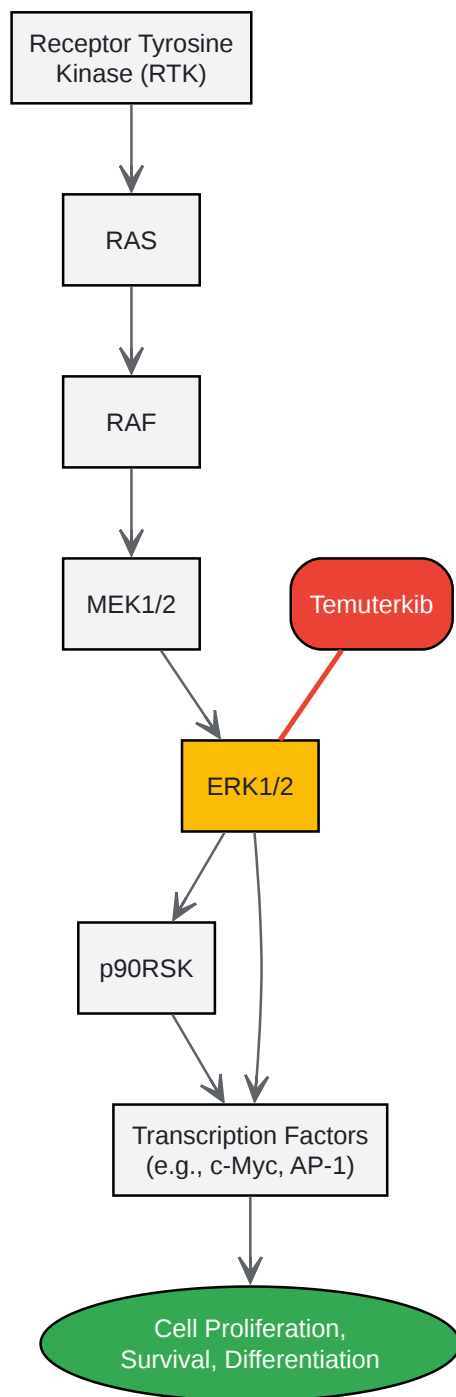 Receptor Tyrosine
Kinase (RTK)
RAS
RAF
MEK1/2
Temuterkib
ERK1/2
p90RSK
Transcription Factors
(e.g., c-Myc, AP-1)
Cell Proliferation,
Survival, Differentiation